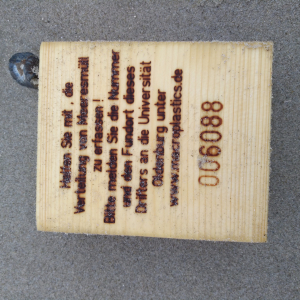 Helfen Sie mit, die
Verteilung von Meeresmüll
zu erfassen!
Bitte melden Sie die Nummer
und den Fundort dieses
Drifters an die Universität
Oldenburg unter
www.macroplastics.de
006088